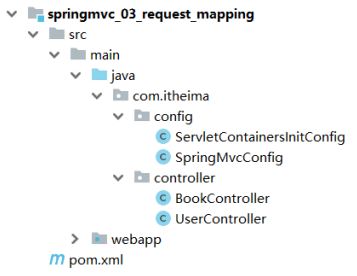 springmvc_03_request_mapping
src
main
java
com.itheima
config
ServletContainersInitConfig
SpringMvcConfig
controller
BookController
UserController
webapp
pom.xml